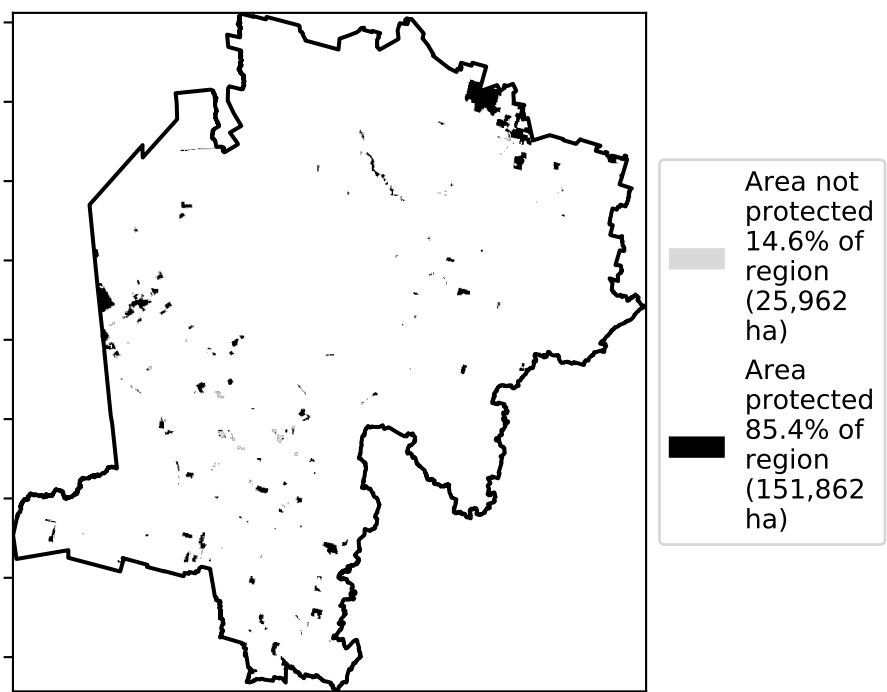 Area not
protected
14.6% of
region
(25,962
ha)
Area
protected
85.4% of
region
(151,862
ha)